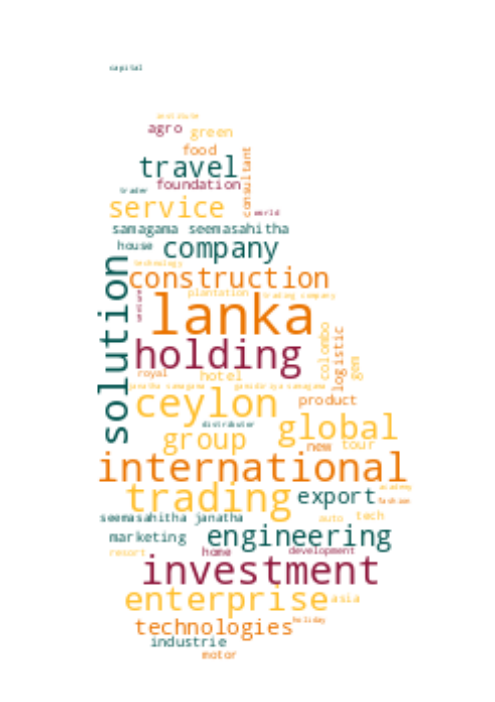 capital
institute
agro green
food
travel
consultant
foundation
trader
service world
samagama seemasahitha
house company
technology
construction
solution
plantation trading company
lanka
colombo
logistic
holding
gem
royal hotel
janatha samagama
ceylon product
distributor global
group new tour
international
academy
trading export fashion
seemasahitha janatha auto tech
marketing engineering
resort home development
investment
enterprise asia
technologies holiday
industrie
motor